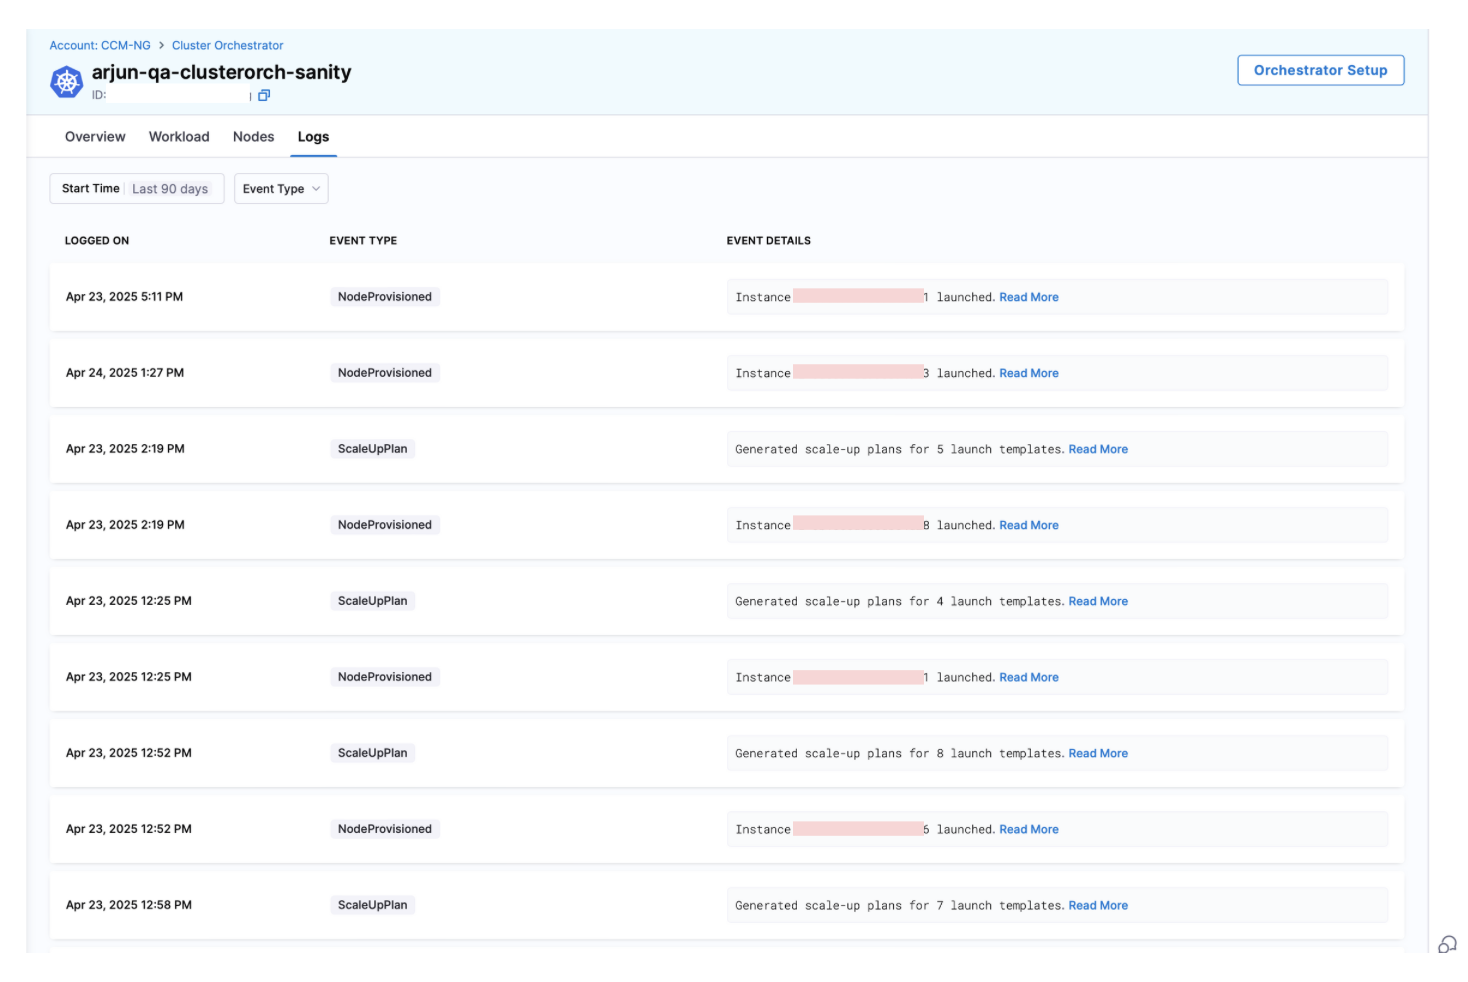 Account: CCM-NG > Cluster Orchestrator
arjun-qa-clusterorch-sanity
ID:
Orchestrator Setup
Overview Workload Nodes Logs
Start Time Last 90 days Event Type
LOGGED ON EVENT TYPE EVENT DETAILS
Apr 23, 2025 5:11 PM NodeProvisioned Instance 1 launched. Read More
Apr 24, 2025 1:27 PM NodeProvisioned Instance 3 launched. Read More
Apr 23, 2025 2:19 PM ScaleUpPlan Generated scale-up plans for 5 launch templates. Read More
Apr 23, 2025 2:19 PM NodeProvisioned Instance 8 launched. Read More
Apr 23, 2025 12:25 PM ScaleUpPlan Generated scale-up plans for 4 launch templates. Read More
Apr 23, 2025 12:25 PM NodeProvisioned Instance 1 launched. Read More
Apr 23, 2025 12:52 PM ScaleUpPlan Generated scale-up plans for 8 launch templates. Read More
Apr 23, 2025 12:52 PM NodeProvisioned Instance 6 launched. Read More
Apr 23, 2025 12:58 PM ScaleUpPlan Generated scale-up plans for 7 launch templates. Read More